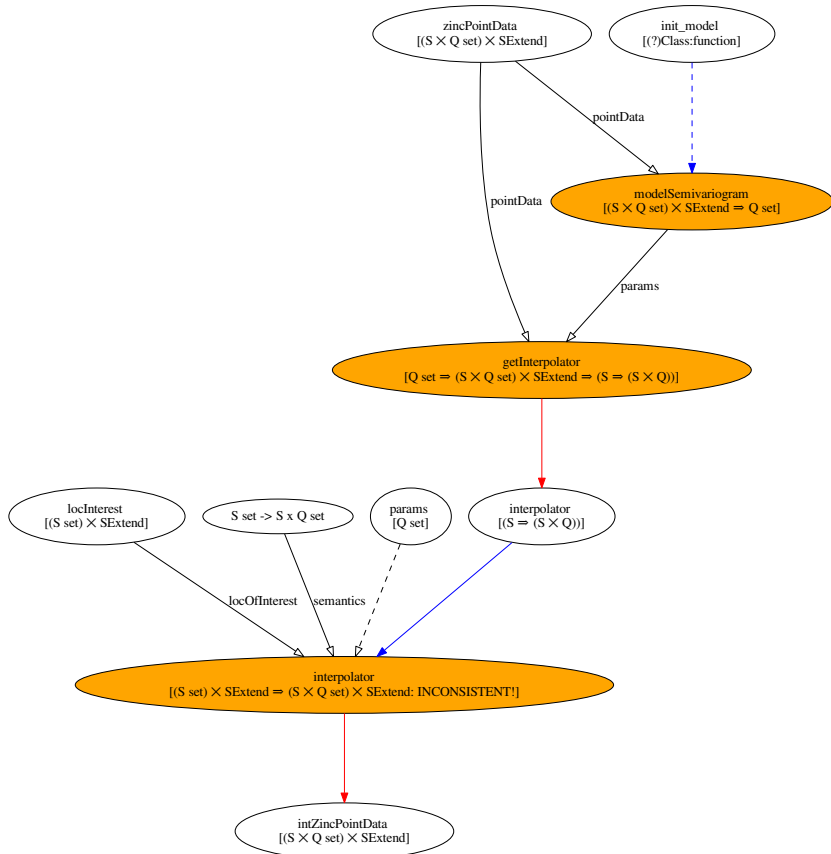 zincPointData
[(S ✕ Q set) ✕ SExtend]
init_model
[(?)Class:function]
pointData
modelSemivariogram
[(S ✕ Q set) ✕ SExtend ⇒ Q set]
pointData
params
getInterpolator
[Q set ⇒ (S ✕ Q set) ✕ SExtend ⇒ (S ⇒ (S ✕ Q))]
locInterest
[(S set) ✕ SExtend]
S set -> S x Q set
params
[Q set]
interpolator
[(S ⇒ (S ✕ Q))]
locOfInterest
semantics
interpolator
[(S set) ✕ SExtend ⇒ (S ✕ Q set) ✕ SExtend: INCONSISTENT!]
intZincPointData
[(S ✕ Q set) ✕ SExtend]